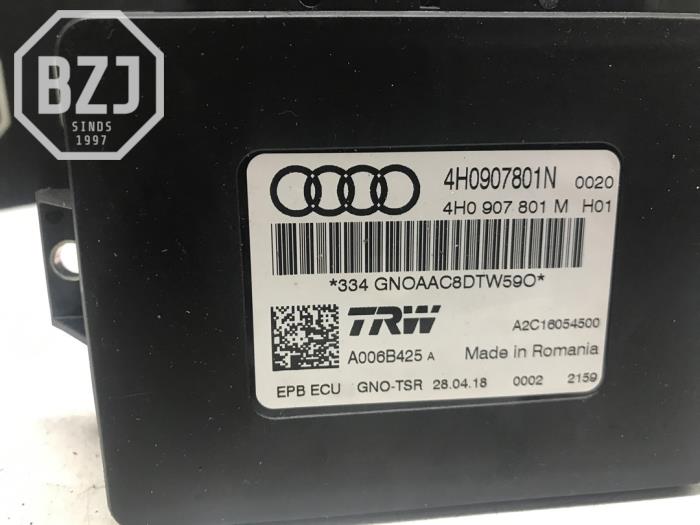 BZJ
SINDS
1997
4H0907801N 0020
4H0 907 801 M H01
*334 GNOAAC8DTW59O*
TRW
A2C16054500
A006B425 A Made in Romania
EPB ECU GNO-TSR 28.04.18 0002 2159